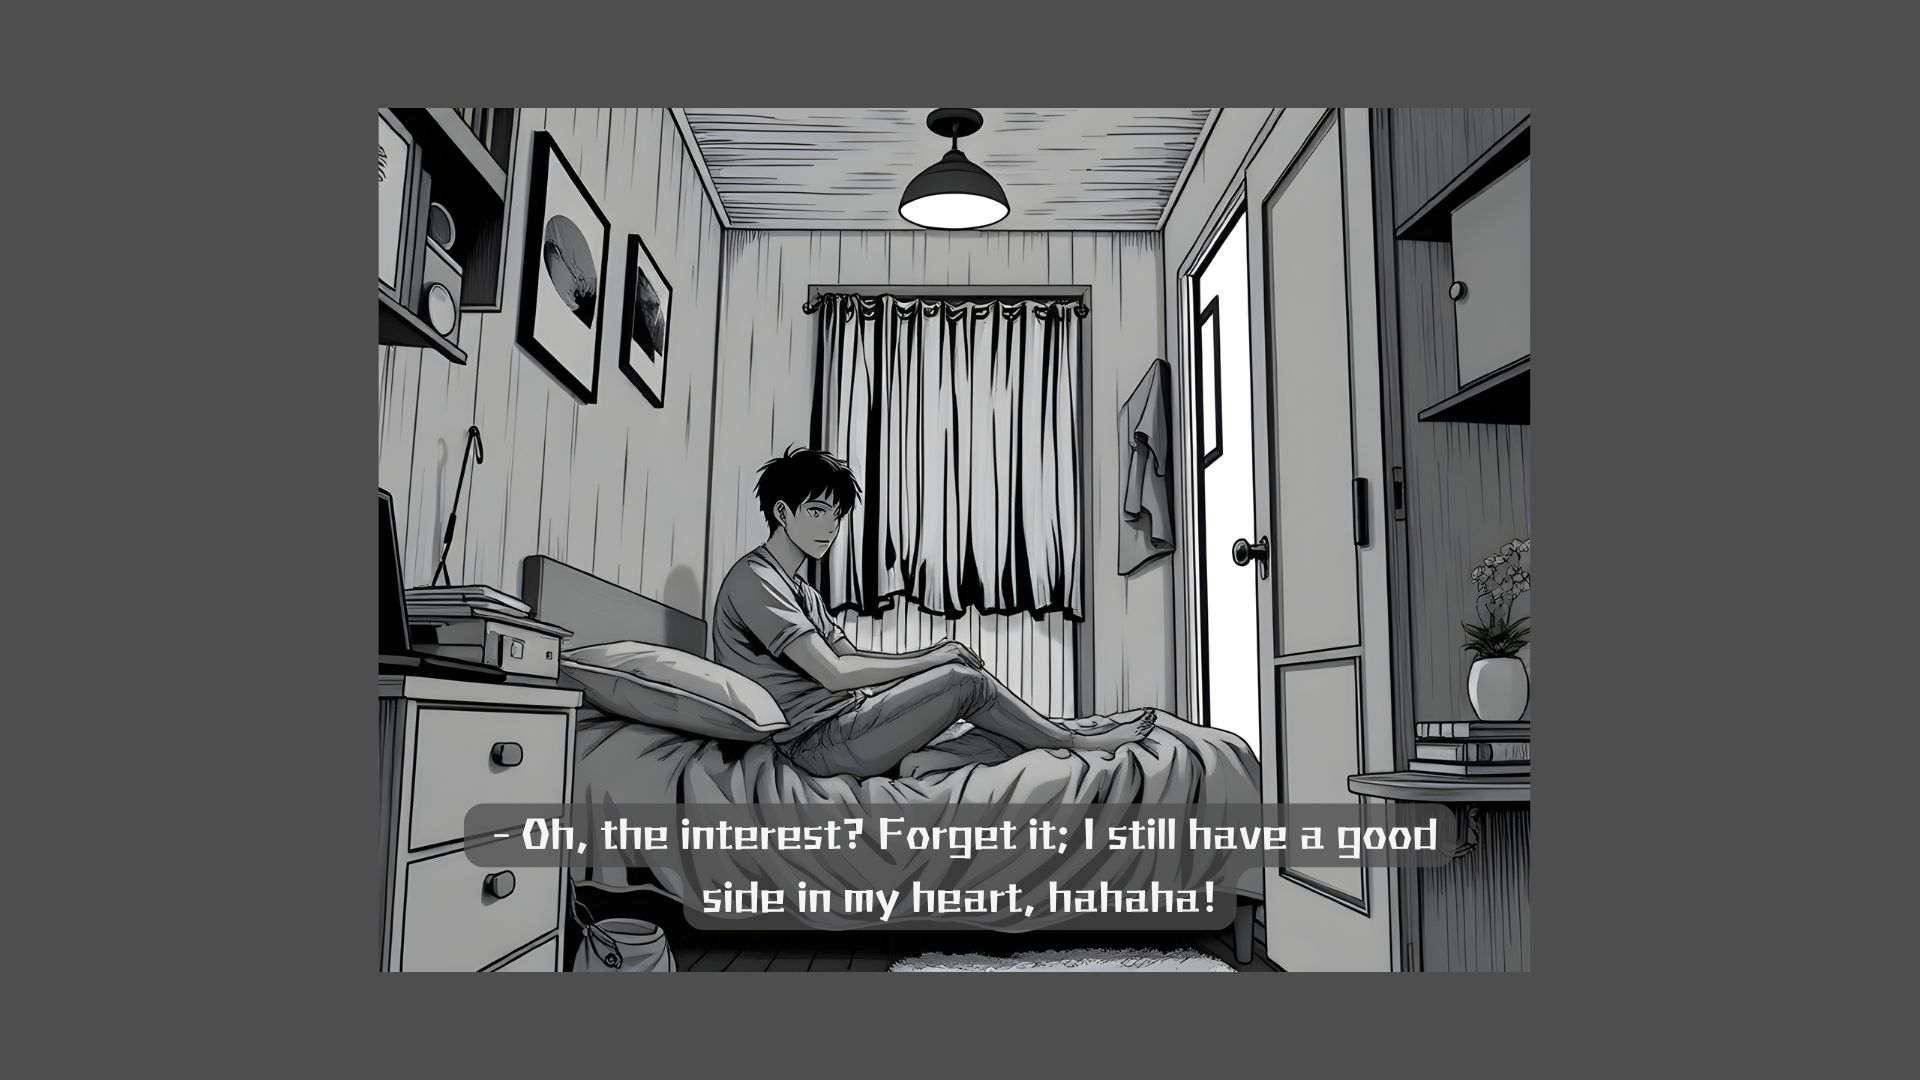 - Oh, the interest? Forget it; I still have a good
side in my heart, hahaha!